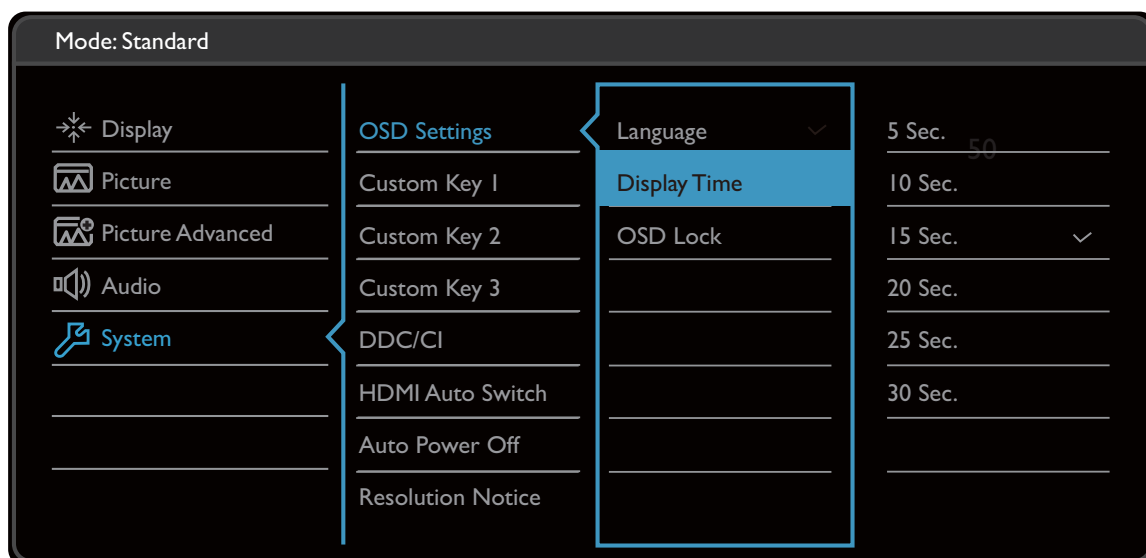 Mode: Standard
Display
Picture
Picture Advanced
Audio
System
OSD Settings
Custom Key 1
Custom Key 2
Custom Key 3
DDC/CI
HDMI Auto Switch
Auto Power Off
Resolution Notice
Language
Display Time
OSD Lock
5 Sec.
50
10 Sec.
15 Sec.
20 Sec.
25 Sec.
30 Sec.